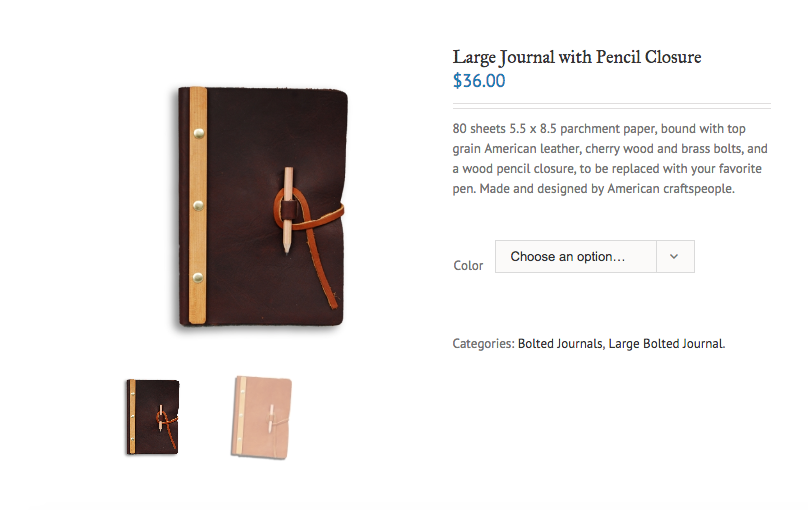 Large Journal with Pencil Closure
$36.00
80 sheets 5.5 x 8.5 parchment paper, bound with top
grain American leather, cherry wood and brass bolts, and
a wood pencil closure, to be replaced with your favorite
pen. Made and designed by American craftspeople.
Color Choose an option…
Categories: Bolted Journals, Large Bolted Journal.